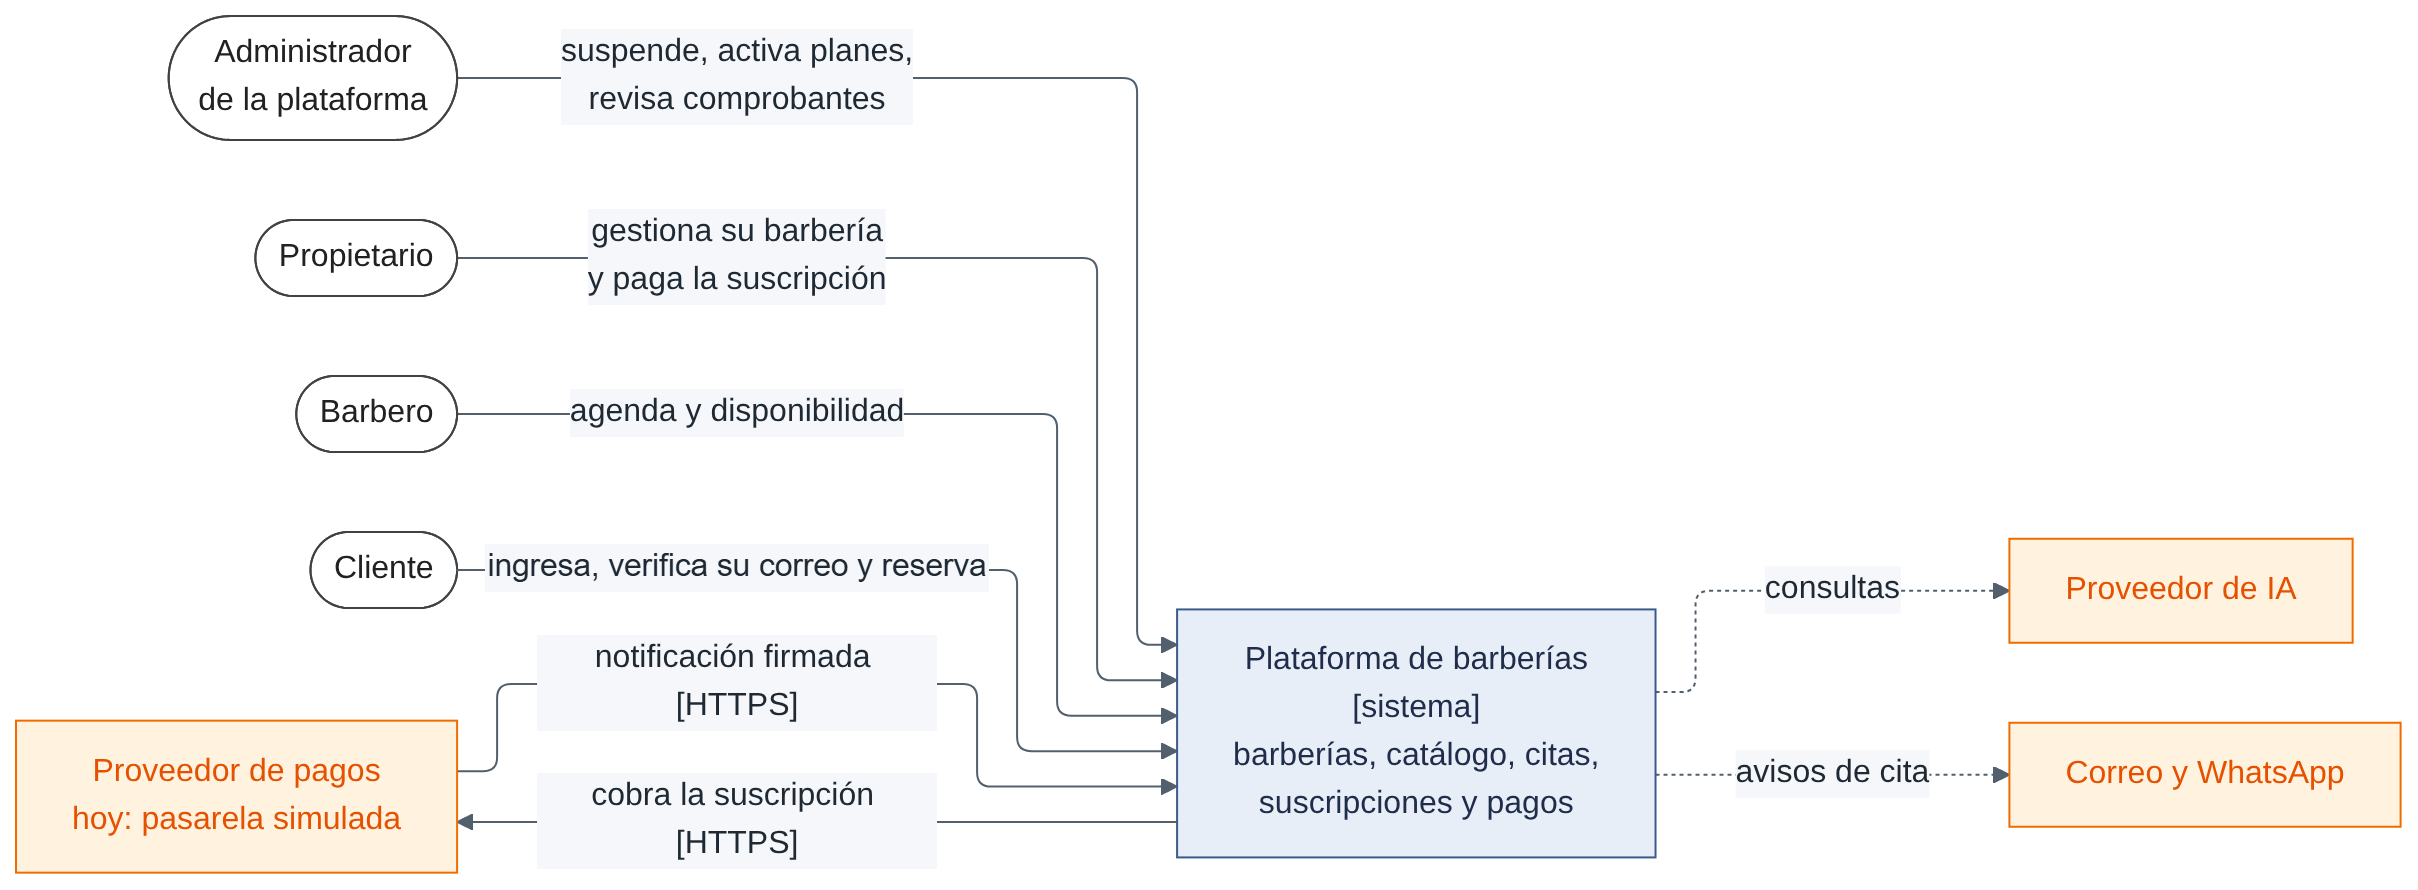 Administrador
de la plataforma
suspende, activa planes,
revisa comprobantes
Propietario
gestiona su barbería
y paga la suscripción
Barbero
agenda y disponibilidad
Cliente
ingresa, verifica su correo y reserva
notificación firmada
[HTTPS]
Proveedor de pagos
hoy: pasarela simulada
cobra la suscripción
[HTTPS]
Plataforma de barberías
[sistema]
barberías, catálogo, citas,
suscripciones y pagos
consultas
Proveedor de IA
avisos de cita
Correo y WhatsApp